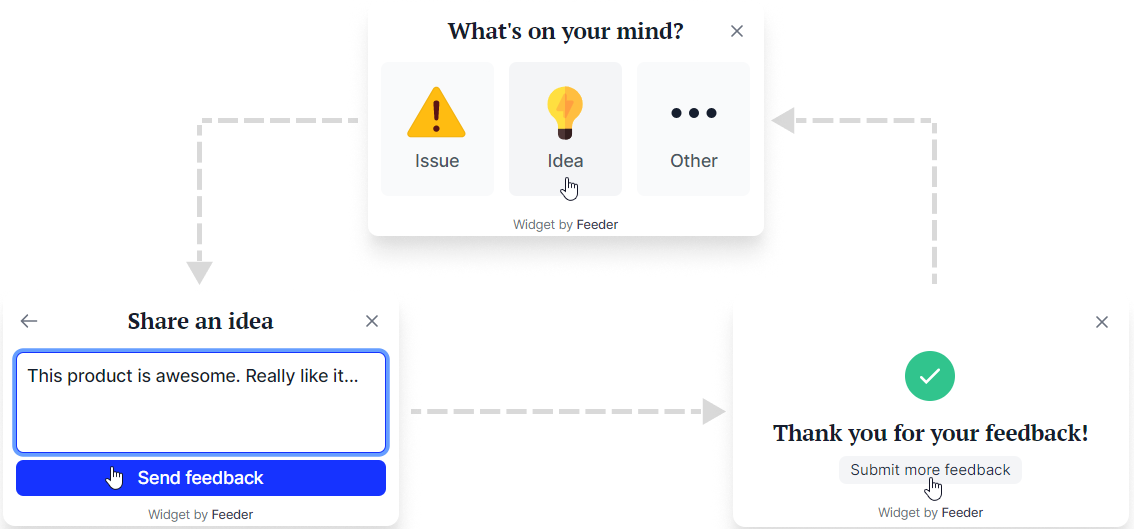 What's on your mind?
Issue
Idea
Other
Widget by Feeder
Share an idea
This product is awesome. Really like it...
Send feedback
Widget by Feeder
Thank you for your feedback!
Submit more feedback
Widget by Feeder